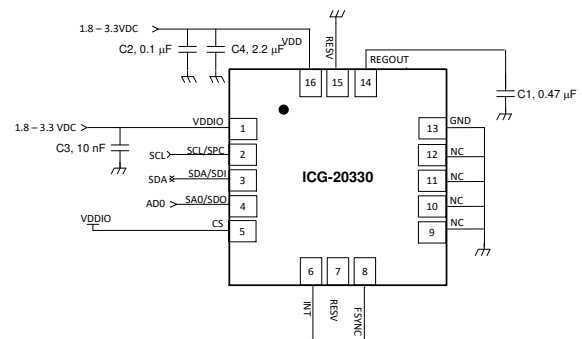 1.8 – 3.3VDC
C2, 0.1 µF
C4, 2.2 µF
VDD
RESV
REGOUT
C1, 0.47 µF
16
15
14
1.8 – 3.3 VDC
VDDIO
1
C3, 10 nF
SCL
SCL/SPC
2
SDA
SDA/SDI
3
AD0
SA0/SDO
4
VDDIO
CS
5
ICG-20330
13
GND
12
NC
11
NC
10
NC
9
NC
6
7
8
INT
RESV
FSYNC